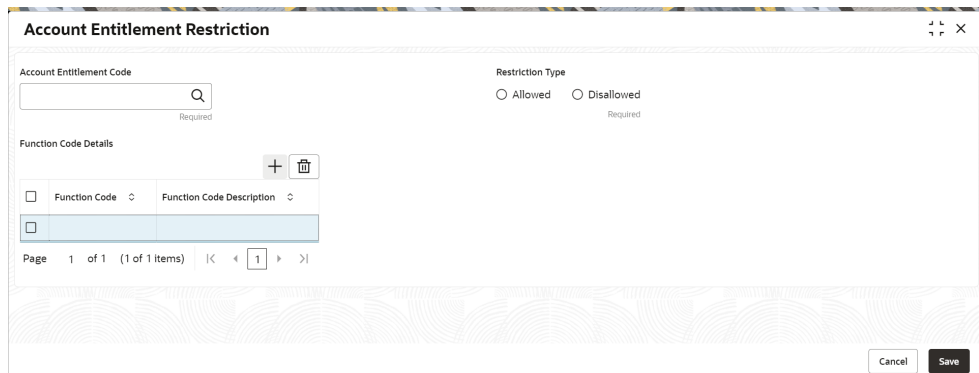 Account Entitlement Restriction
Account Entitlement Code
Restriction Type
Allowed Disallowed
Required
Required
Function Code Details
Function Code Function Code Description
Page 1 of 1 (1 of 1 items) 1
Cancel Save